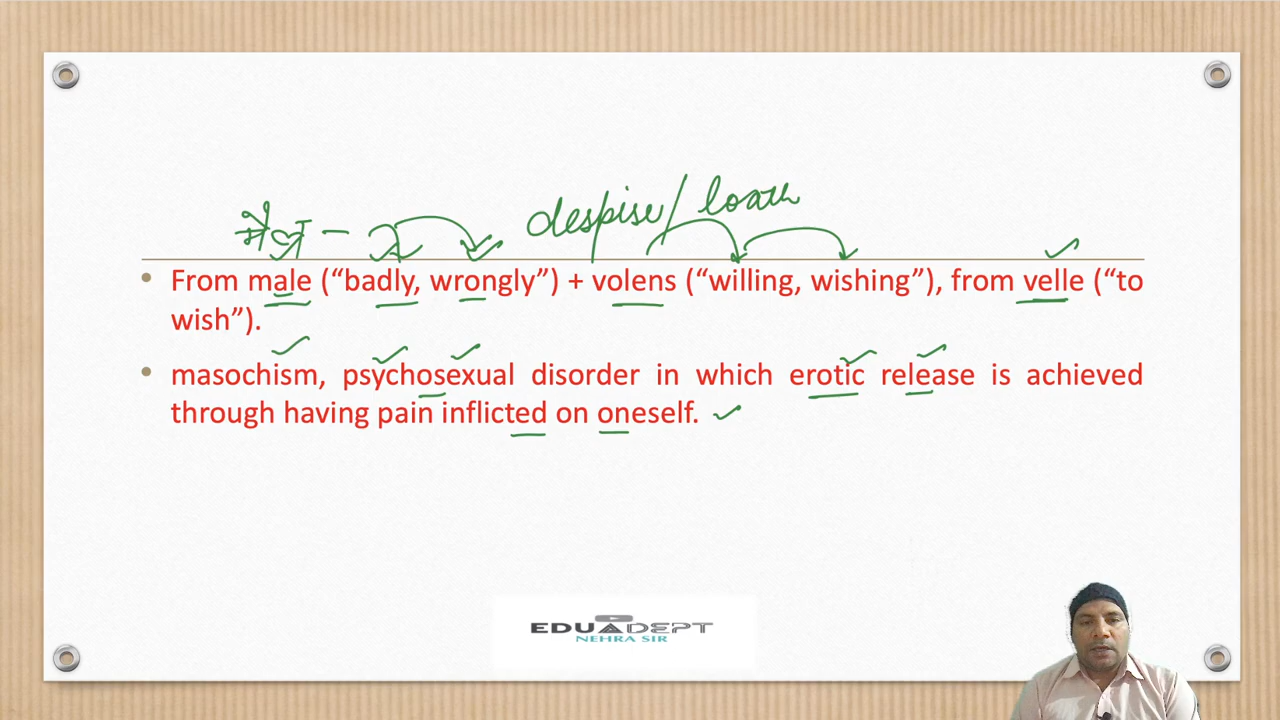 despise/ loath
From male (“badly, wrongly”) + volens (“willing, wishing”), from velle (“to
wish”).
masochism, psychosexual disorder in which erotic release is achieved
through having pain inflicted on oneself.
EDUADEPT
NEHRA SIR